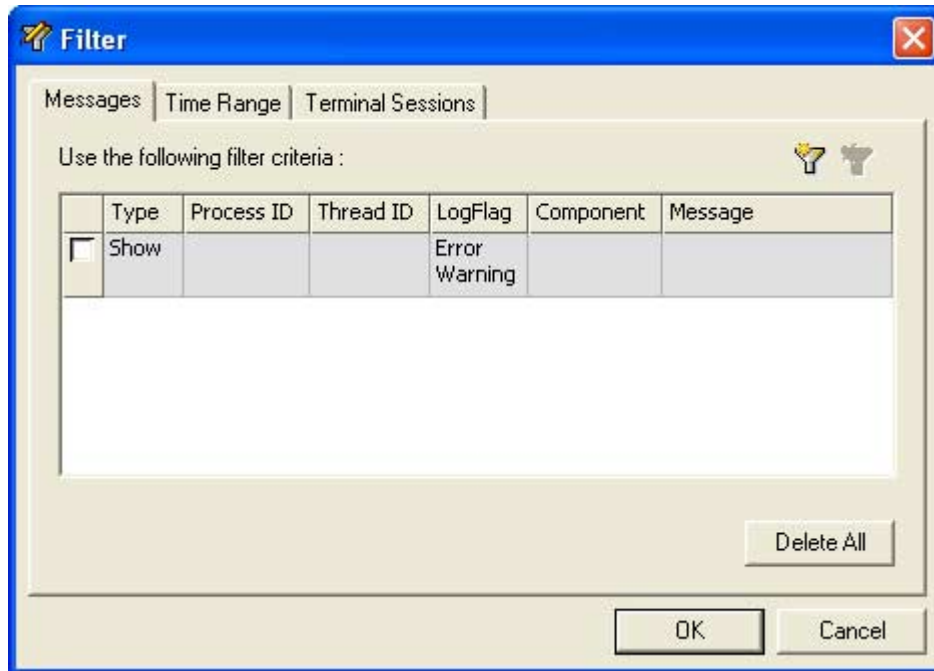 Filter
Messages Time Range Terminal Sessions
Use the following filter criteria :
Type Process ID Thread ID LogFlag Component Message
Show Error
Warning
Delete All
OK Cancel